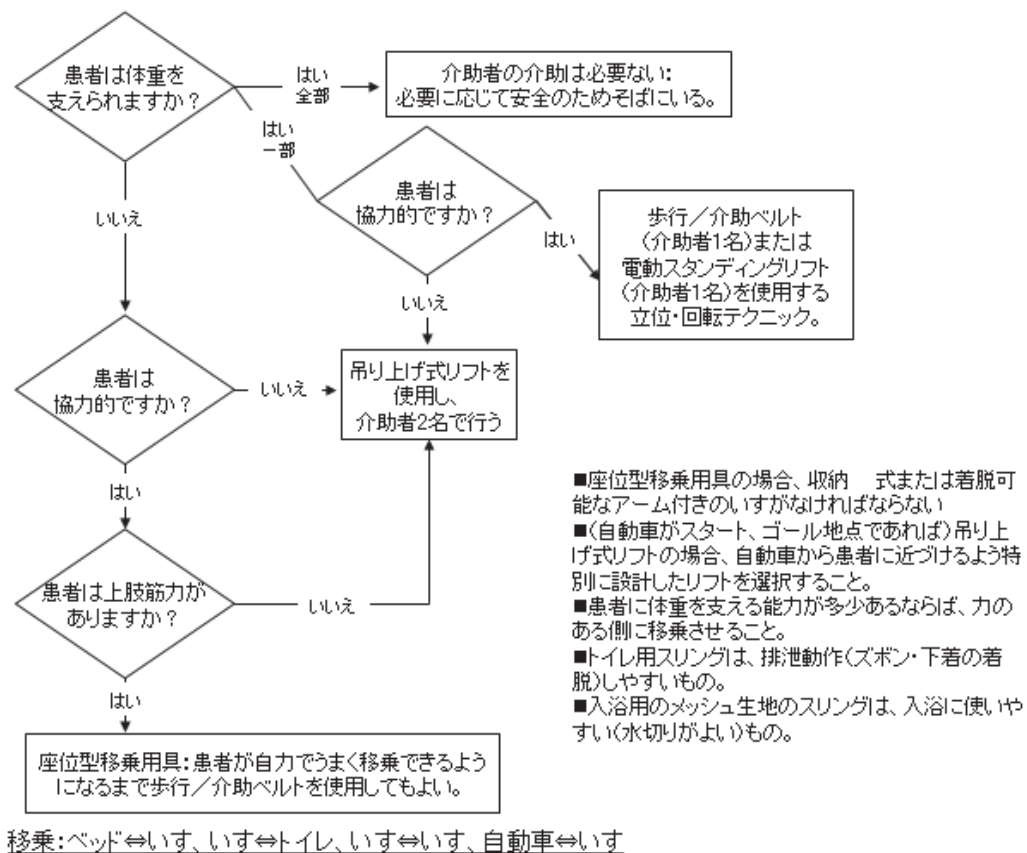 患者は体重を
支えられますか？
はい
全部
介助者の介助は必要ない：
必要に応じて安全のためそばにいる。
はい
一部
患者は
協力的ですか？
はい
歩行／介助ベルト
（介助者1名）または
電動スタンディングリフト
（介助者1名）を使用する
立位・回転テクニック。
いいえ
いいえ
患者は
協力的ですか？
いいえ
吊り上げ式リフトを
使用し、
介助者2名で行う
はい
患者は上肢筋力が
ありますか？
いいえ
はい
座位型移乗用具：患者が自力でうまく移乗できるよう
になるまで歩行／介助ベルトを使用してもよい。
■座位型移乗用具の場合、収納　式または着脱可
能なアーム付きのいすがなければならない
■（自動車がスタート、ゴール地点であれば）吊り上
げ式リフトの場合、自動車から患者に近づけるよう特
別に設計したリフトを選択すること。
■患者に体重を支える能力が多少あるならば、力の
ある側に移乗させること。
■トイレ用スリングは、排泄動作（ズボン・下着の着
脱）しやすいもの。
■入浴用のメッシュ生地のスリングは、入浴に使いや
すい（水切りがよい）もの。
移乗：ベッド⇔いす、いす⇔トイレ、いす⇔いす、自動車⇔いす